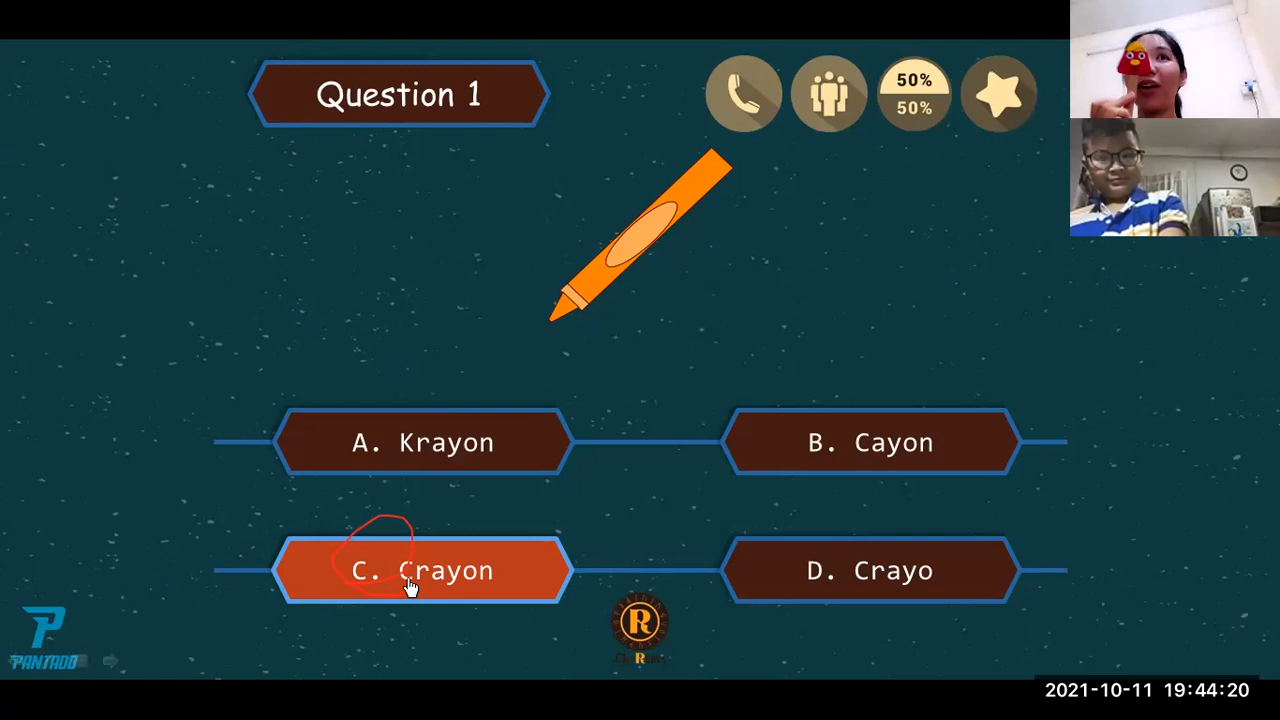 Question 1
50%
50%
A. Krayon
B. Cayon
C. Crayon
D. Crayo
R
PANTADO
2021-10-11 19:44:20